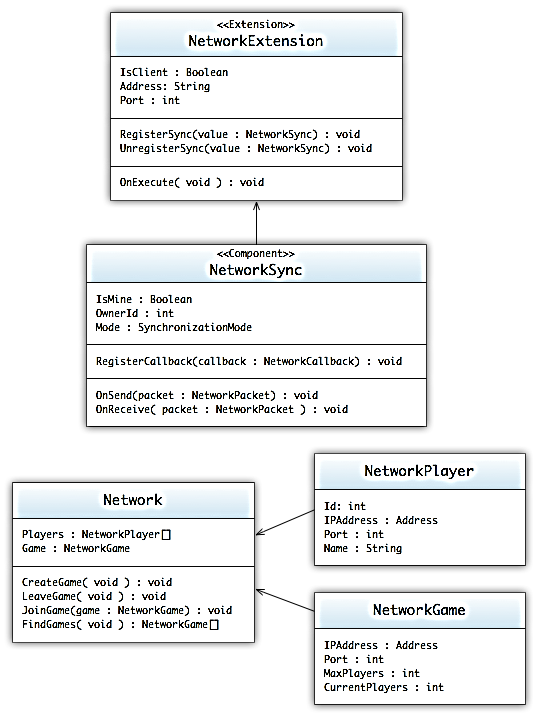 <<Extension>>
NetworkExtension
IsClient : Boolean
Address: String
Port : int
RegisterSync(value : NetworkSync) : void
UnregisterSync(value : NetworkSync) : void
OnExecute( void ) : void
<<Component>>
NetworkSync
IsMine : Boolean
OwnerId : int
Mode : SynchronizationMode
RegisterCallback(callback : NetworkCallback) : void
OnSend(packet : NetworkPacket) : void
OnReceive( packet : NetworkPacket ) : void
Network
Players : NetworkPlayer[]
Game : NetworkGame
CreateGame( void ) : void
LeaveGame( void ) : void
JoinGame(game : NetworkGame) : void
FindGames( void ) : NetworkGame[]
NetworkPlayer
Id: int
IPAddress : Address
Port : int
Name : String
NetworkGame
IPAddress : Address
Port : int
MaxPlayers : int
CurrentPlayers : int